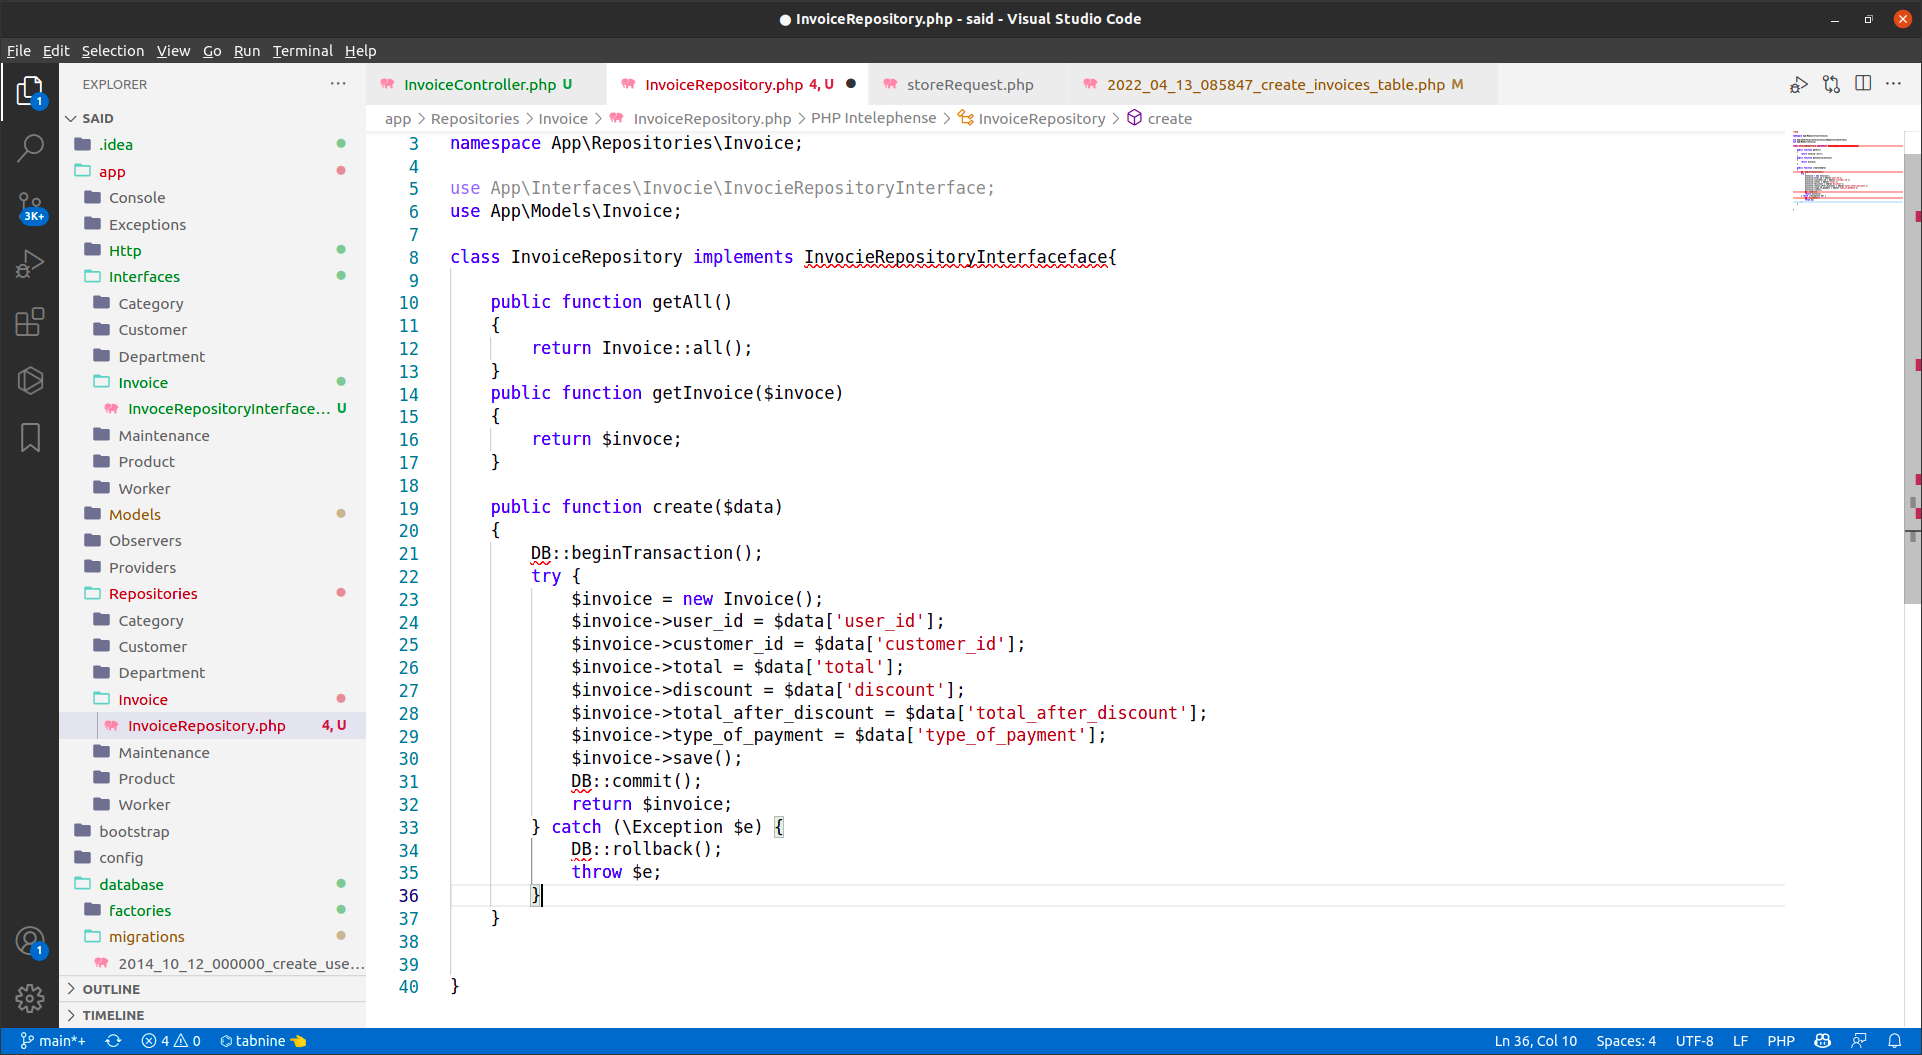 InvoiceRepository.php - said - Visual Studio Code
File Edit Selection View Go Run Terminal Help
EXPLORER
SAID
.idea
app
Console
Exceptions
Http
Interfaces
Category
Customer
Department
Invoice
InvoceRepositoryInterface... U
Maintenance
Product
Worker
Models
Observers
Providers
Repositories
Category
Customer
Department
Invoice
InvoiceRepository.php 4, U
Maintenance
Product
Worker
bootstrap
config
database
factories
migrations
2014_10_12_000000_create_use...
OUTLINE
TIMELINE
1
3K+
1
InvoiceController.php U
InvoiceRepository.php 4, U
storeRequest.php
2022_04_13_085847_create_invoices_table.php M
app > Repositories > Invoice > InvoiceRepository.php > PHP Intelephense > InvoiceRepository > create
3 namespace App\Repositories\Invoice;
4
5 use App\Interfaces\Invocie\InvocieRepositoryInterface;
6 use App\Models\Invoice;
7
8 class InvoiceRepository implements InvocieRepositoryInterfaceface{
9
10 public function getAll()
11 {
12 return Invoice::all();
13 }
14 public function getInvoice($invoce)
15 {
16 return $invoce;
17 }
18
19 public function create($data)
20 {
21 DB::beginTransaction();
22 try {
23 $invoice = new Invoice();
24 $invoice->user_id = $data['user_id'];
25 $invoice->customer_id = $data['customer_id'];
26 $invoice->total = $data['total'];
27 $invoice->discount = $data['discount'];
28 $invoice->total_after_discount = $data['total_after_discount'];
29 $invoice->type_of_payment = $data['type_of_payment'];
30 $invoice->save();
31 DB::commit();
32 return $invoice;
33 } catch (\Exception $e) {
34 DB::rollback();
35 throw $e;
36 }
37 }
38
39
40 }
main*+ 4 0 tabnine Ln 36, Col 10 Spaces: 4 UTF-8 LF PHP